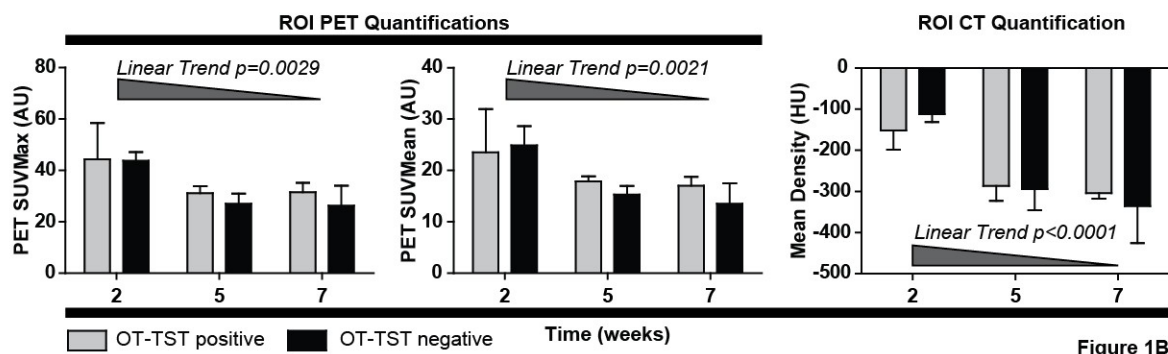 ROI PET Quantifications
ROI CT Quantification
PET SUVMax (AU)
80
60
40
20
0
Linear Trend p=0.0029
2 5 7
PET SUVMean (AU)
40
30
20
10
0
Linear Trend p=0.0021
2 5 7
Mean Density (HU)
0
-100
-200
-300
-400
-500
Linear Trend p<0.0001
2 5 7
OT-TST positive
OT-TST negative
Time (weeks)
Figure 1B